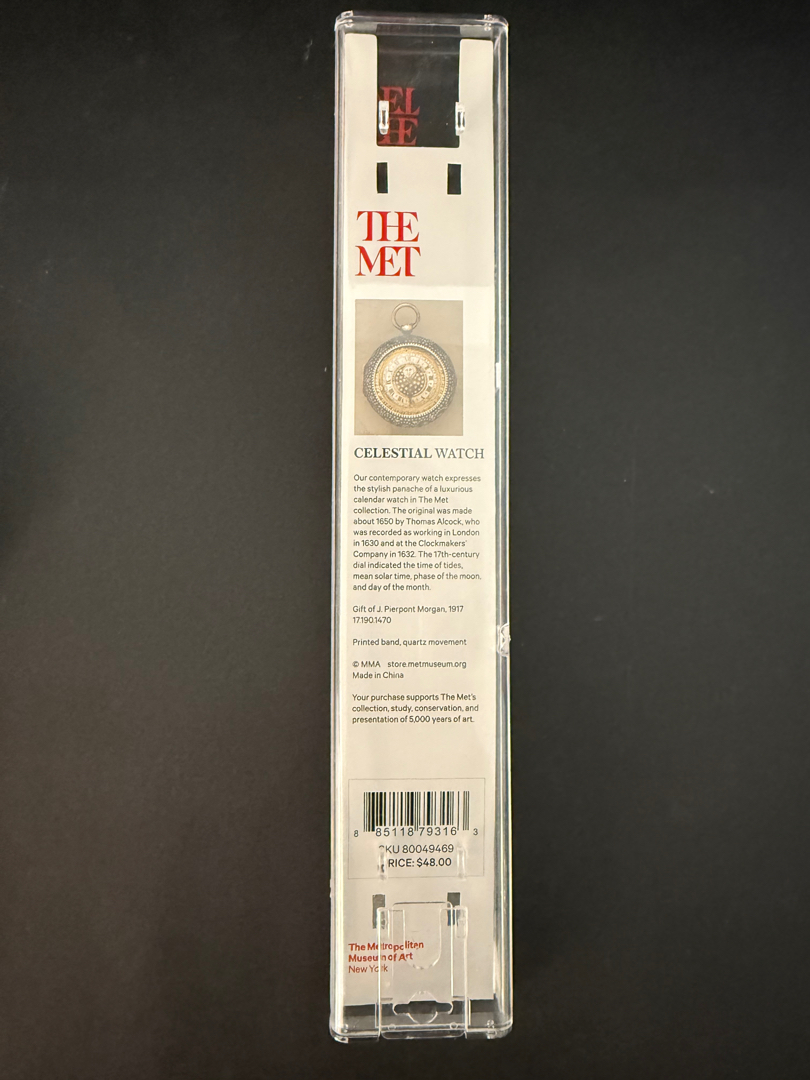 THE
MET
CELESTIAL WATCH
Our contemporary watch expresses
the stylish panache of a luxurious
calendar watch in The Met
collection. The original was made
about 1650 by Thomas Alcock, who
was recorded as working in London
in 1630 and at the Clockmakers'
Company in 1632. The 17th-century
dial indicated the time of tides,
mean solar time, phase of the moon,
and day of the month.
Gift of J. Pierpont Morgan, 1917
17.190.1470
Printed band, quartz movement
© MMA store.metmuseum.org
Made in China
Your purchase supports The Met's
collection, study, conservation, and
presentation of 5,000 years of art.
8 85118 79316 3
SKU 80049469
PRICE: $48.00
The Metropolitan
Museum of Art
New York